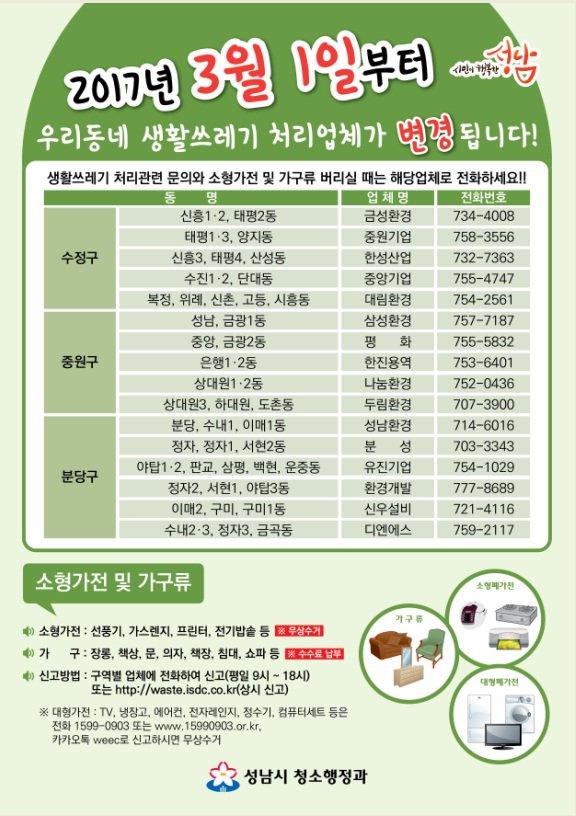 2017년 3월 1일부터
시민이 행복한 성남
우리동네 생활쓰레기 처리업체가 변경 됩니다!
생활쓰레기 처리관련 문의와 소형가전 및 가구류 버리실 때는 해당업체로 전화하세요!!
동 명 업 체 명 전화번호
수정구
신흥1·2, 태평2동 금성환경 734-4008
태평1·3, 양지동 중원기업 758-3556
신흥3, 태평4, 산성동 한성산업 732-7363
수진1·2, 단대동 중앙기업 755-4747
복정, 위례, 신촌, 고등, 시흥동 대림환경 754-2561
중원구
성남, 금광1동 삼성환경 757-7187
중앙, 금광2동 평 화 755-5832
은행1·2동 한진용역 753-6401
상대원1·2동 나눔환경 752-0436
상대원3, 하대원, 도촌동 두림환경 707-3900
분당구
분당, 수내1, 이매1동 성남환경 714-6016
정자, 정자1, 서현2동 분 성 703-3343
야탑1·2, 판교, 삼평, 백현, 운중동 유진기업 754-1029
정자2, 서현1, 야탑3동 환경개발 777-8689
이매2, 구미, 구미1동 신우설비 721-4116
수내2·3, 정자3, 금곡동 디엔에스 759-2117
소형가전 및 가구류
소형가전 : 선풍기, 가스렌지, 프린터, 전기밥솥 등 ※ 무상수거
가 구 : 장롱, 책상, 문, 의자, 책장, 침대, 쇼파 등 ※ 수수료 납부
신고방법 : 구역별 업체에 전화하여 신고(평일 9시 ~ 18시)
또는 http://waste.isdc.co.kr(상시 신고)
※ 대형가전 : TV, 냉장고, 에어컨, 전자레인지, 정수기, 컴퓨터세트 등은
전화 1599-0903 또는 www.15990903.or.kr,
카카오톡 weec로 신고하시면 무상수거
소형폐가전
가 구 류
대형폐가전
성남시 청소행정과